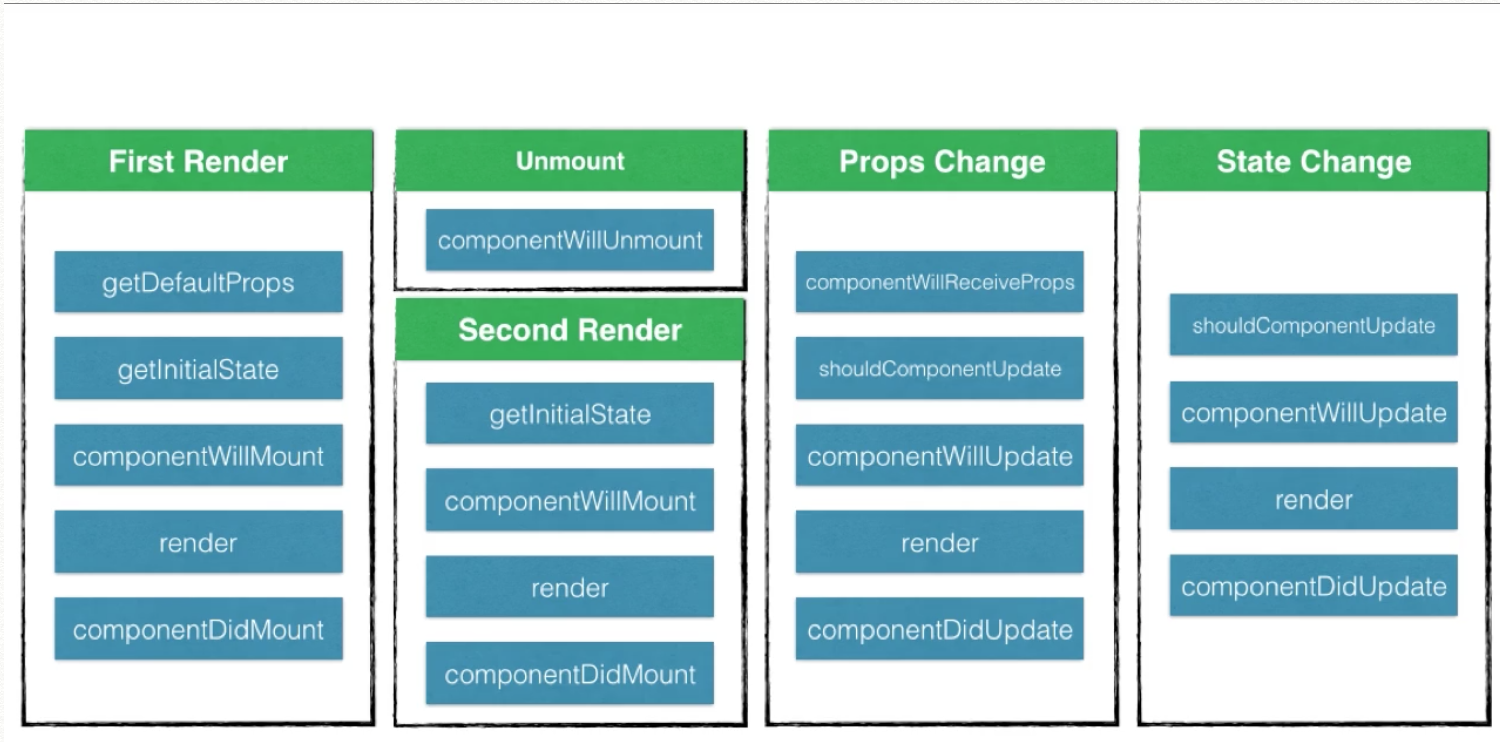 First Render
getDefaultProps
getInitialState
componentWillMount
render
componentDidMount
Unmount
componentWillUnmount
Second Render
getInitialState
componentWillMount
render
componentDidMount
Props Change
componentWillReceiveProps
shouldComponentUpdate
componentWillUpdate
render
componentDidUpdate
State Change
shouldComponentUpdate
componentWillUpdate
render
componentDidUpdate